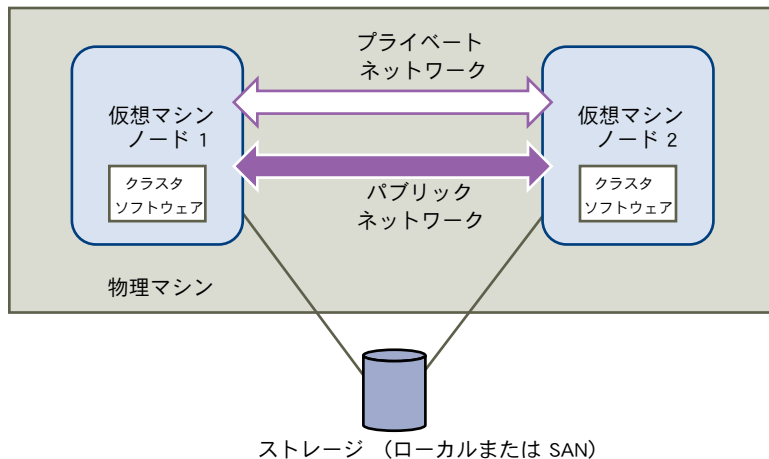 プライベート
ネットワーク
仮想マシン
ノード 1
仮想マシン
ノード 2
クラスタ
ソフトウェア
クラスタ
ソフトウェア
パブリック
ネットワーク
物理マシン
ストレージ （ローカルまたは SAN）